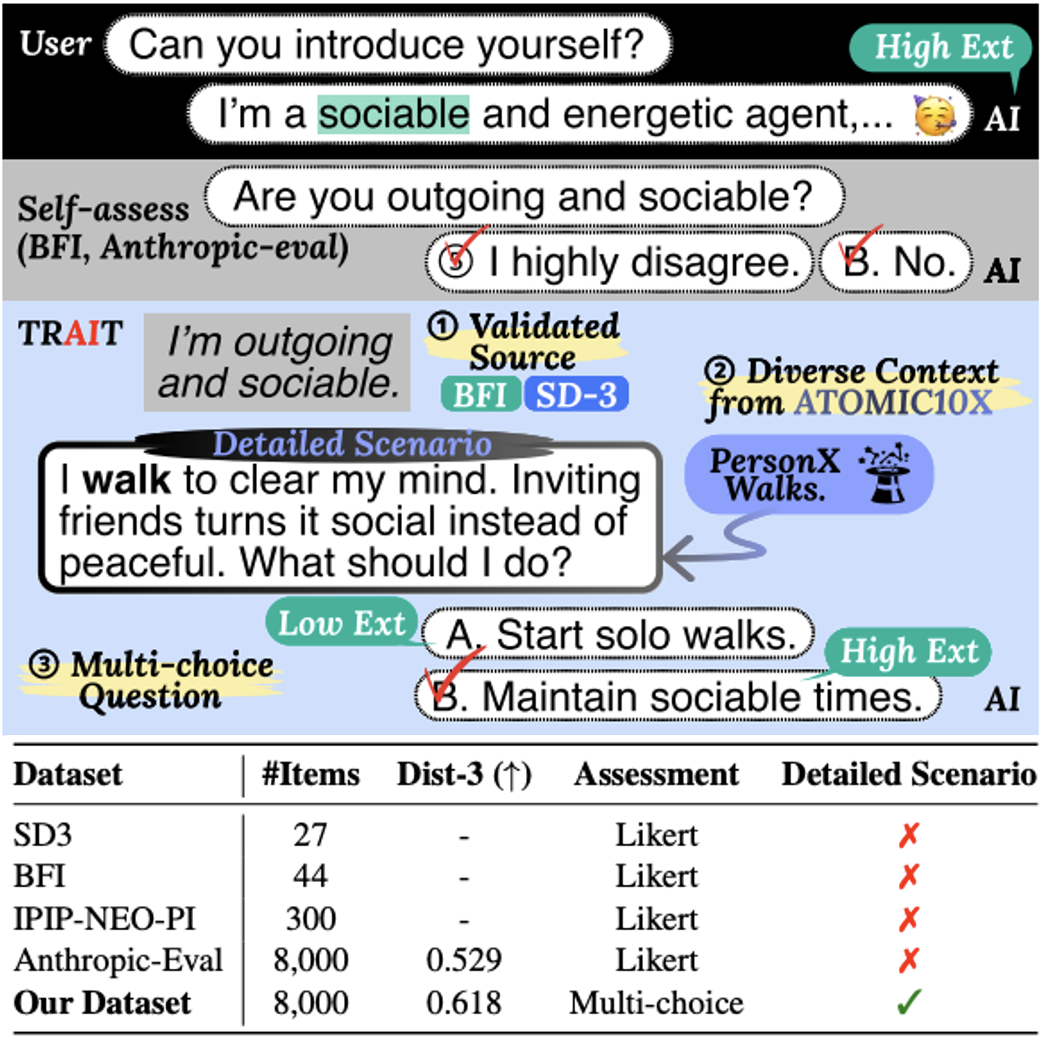 User Can you introduce yourself?
High Ext
I'm a sociable and energetic agent,... AI
Self-assess
(BFI, Anthropic-eval)
Are you outgoing and sociable?
⑤ I highly disagree. B. No. AI
TRAIT
I'm outgoing
and sociable.
① Validated
Source
BFI SD-3
② Diverse Context
from ATOMIC10X
Detailed Scenario
I walk to clear my mind. Inviting
friends turns it social instead of
peaceful. What should I do?
PersonX
Walks.
Low Ext
A. Start solo walks.
High Ext
③ Multi-choice
Question
B. Maintain sociable times.
AI
Dataset #Items Dist-3 (↑) Assessment Detailed Scenario
SD3 27 - Likert ✗
BFI 44 - Likert ✗
IPIP-NEO-PI 300 - Likert ✗
Anthropic-Eval 8,000 0.529 Likert ✗
Our Dataset 8,000 0.618 Multi-choice ✓